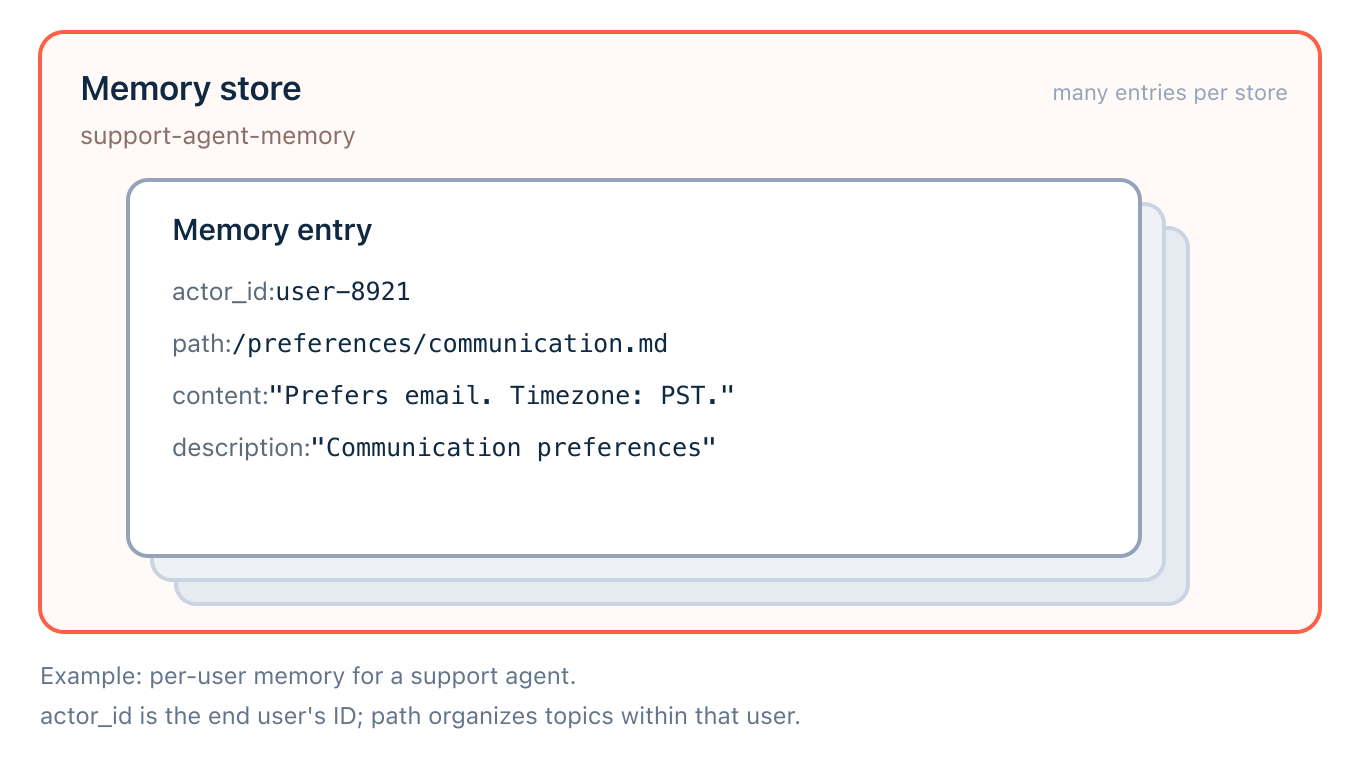 Memory store
many entries per store
support-agent-memory
Memory entry
actor_id:user-8921
path:/preferences/communication.md
content:"Prefers email. Timezone: PST."
description:"Communication preferences"
Example: per-user memory for a support agent.
actor_id is the end user's ID; path organizes topics within that user.